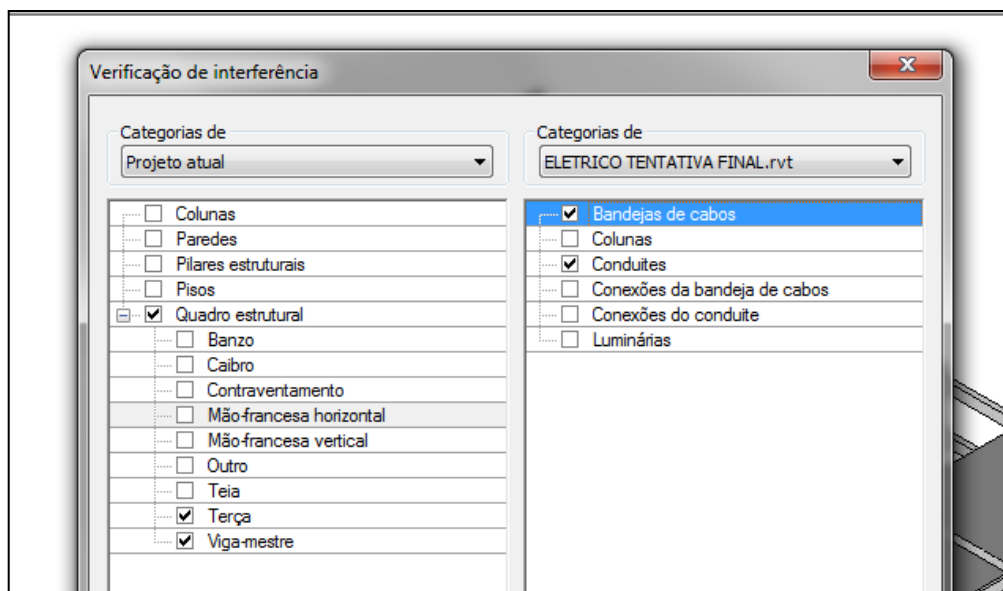 Verificação de interferência
Categorias de
Projeto atual
Colunas
Paredes
Pilares estruturais
Pisos
Quadro estrutural
Banzo
Caibro
Contraventamento
Mão-francesa horizontal
Mão-francesa vertical
Outro
Teia
Terça
Viga-mestre
Categorias de
ELETRICO TENTATIVA FINAL.rvt
Bandejas de cabos
Colunas
Conduites
Conexões da bandeja de cabos
Conexões do conduite
Luminárias